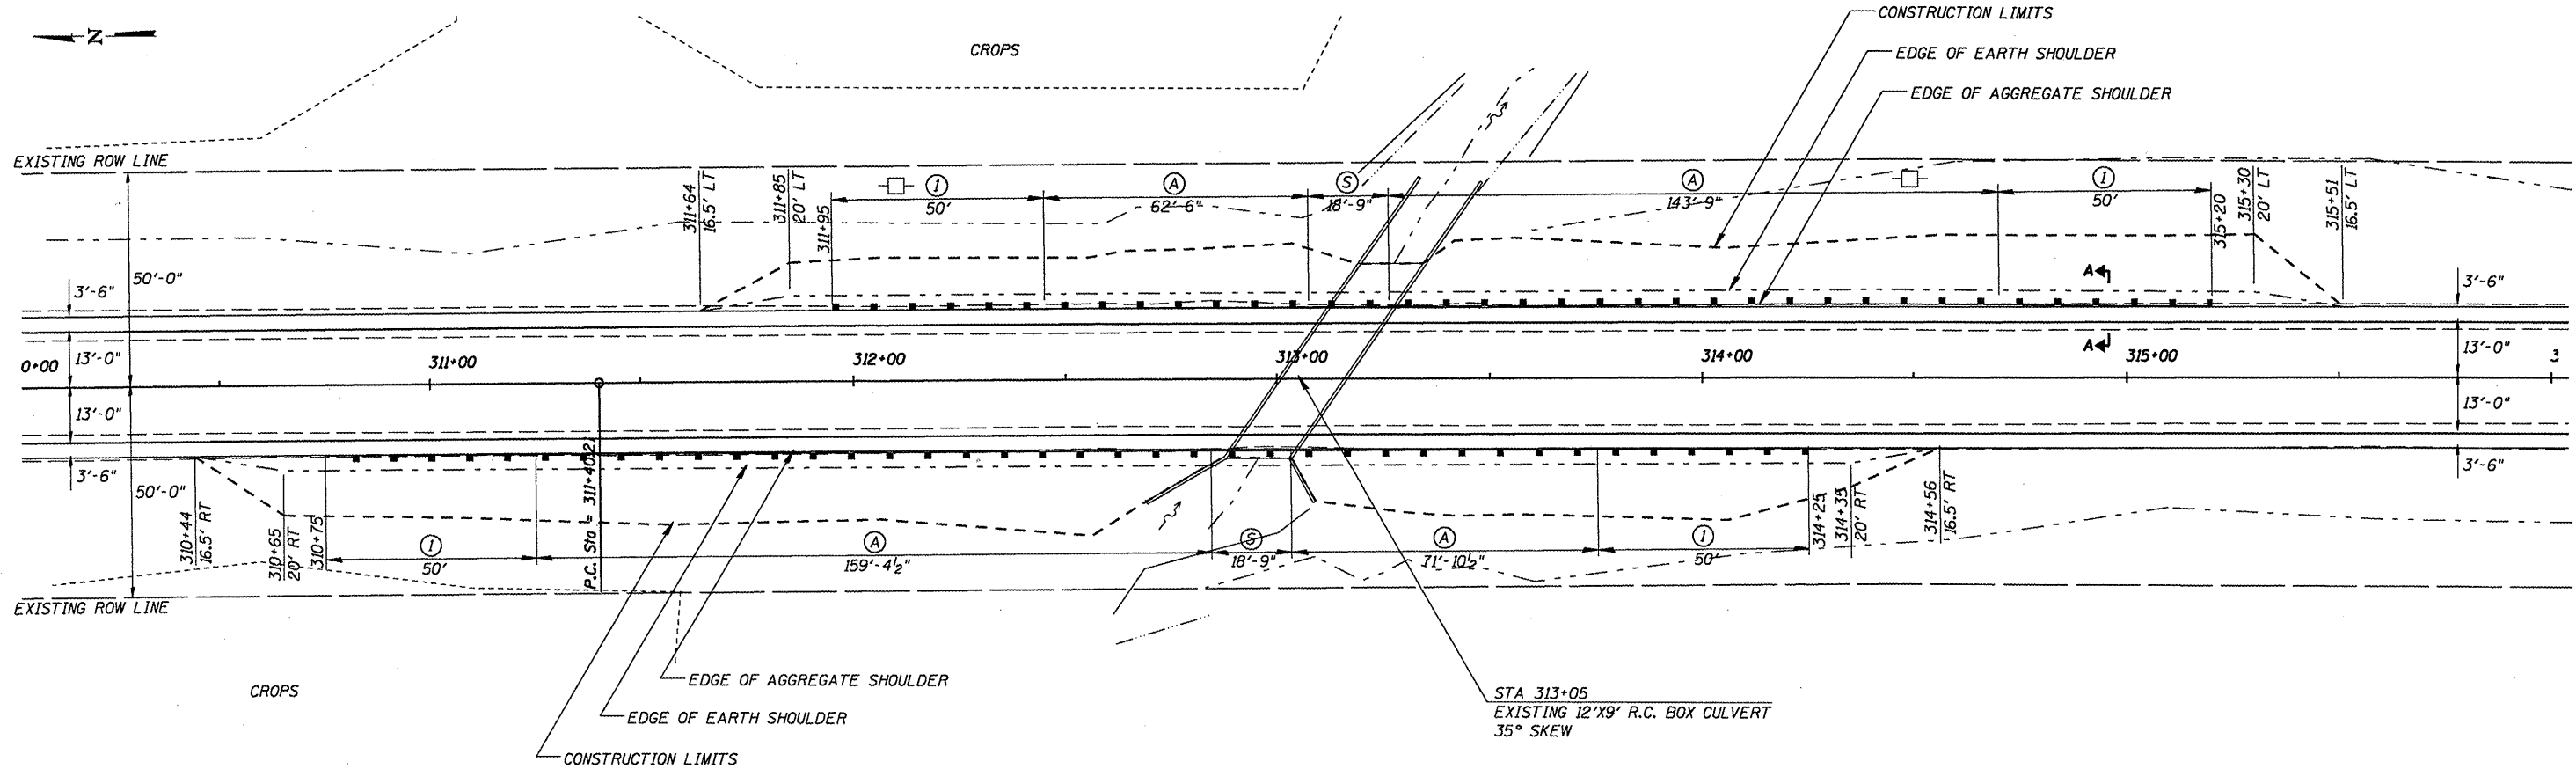 CONSTRUCTION LIMITS
N
CROPS
EDGE OF EARTH SHOULDER
EDGE OF AGGREGATE SHOULDER
EXISTING ROW LINE
311+64
16.5' LT
311+85
20' LT
311+95
1
50'
A
62'-6"
S
18'-9"
A
143'-9"
1
50'
315+20
315+30
20' LT
315+51
16.5' LT
3'-6"
50'-0"
A
3'-6"
0+00
13'-0"
311+00
312+00
313+00
314+00
A
315+00
13'-0"
3
13'-0"
13'-0"
3'-6"
50'-0"
3'-6"
310+44
16.5' RT
310+65
20' RT
310+75
1
50'
P.C. Sta = 311+40.21
A
159'-4½"
S
18'-9"
A
71'-10½"
1
50'
314+25
314+35
20' RT
314+56
16.5' RT
EXISTING ROW LINE
EDGE OF AGGREGATE SHOULDER
CROPS
EDGE OF EARTH SHOULDER
CONSTRUCTION LIMITS
STA 313+05
EXISTING 12'X9' R.C. BOX CULVERT
35° SKEW